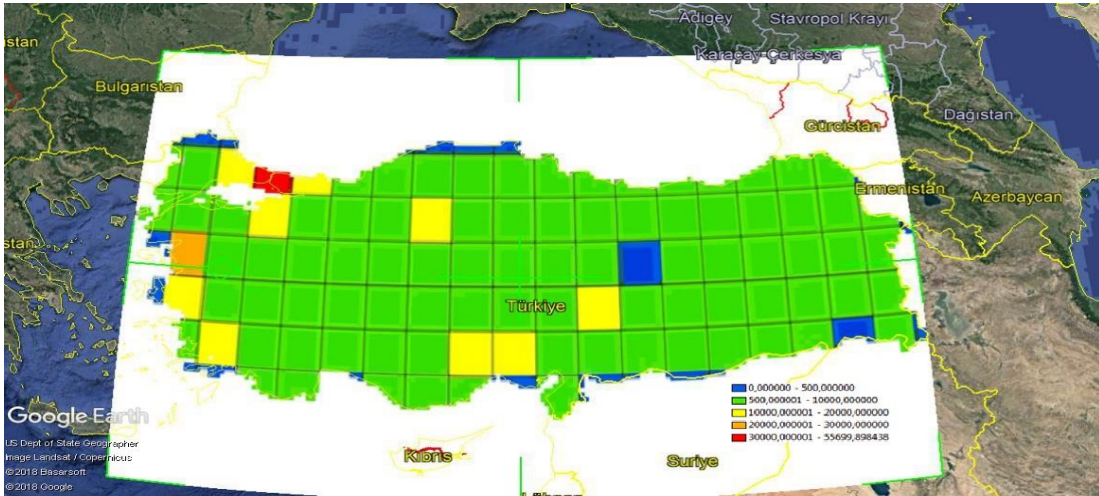 Adigey
Stavropol Krayı
istan
Karaçay-Çerkesya
Bulgaristan
Dağıstan
Gürcistan
Ermenistan
Azerbaycan
stan
Türkiye
0,000000 - 500,000000
500,000001 - 10000,000000
10000,000001 - 20000,000000
20000,000001 - 30000,000000
30000,000001 - 55699,898438
Google Earth
US Dept of State Geographer
Image Landsat / Copernicus
©2018 Basarsoft
©2018 Google
Kıbrıs
Suriye